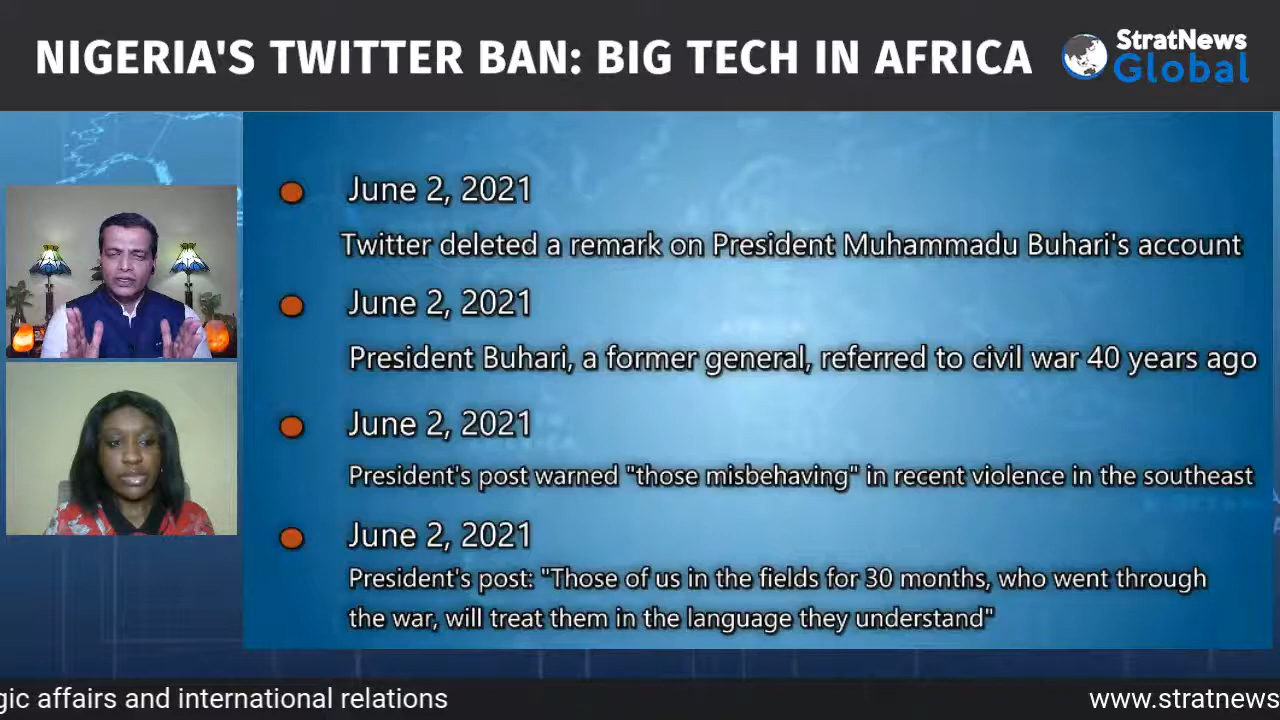 NIGERIA'S TWITTER BAN: BIG TECH IN AFRICA
StratNews
Global
June 2, 2021
Twitter deleted a remark on President Muhammadu Buhari's account
June 2, 2021
President Buhari, a former general, referred to civil war 40 years ago
June 2, 2021
President's post warned "those misbehaving" in recent violence in the southeast
June 2, 2021
President's post: "Those of us in the fields for 30 months, who went through
the war, will treat them in the language they understand"
gic affairs and international relations
www.stratnews